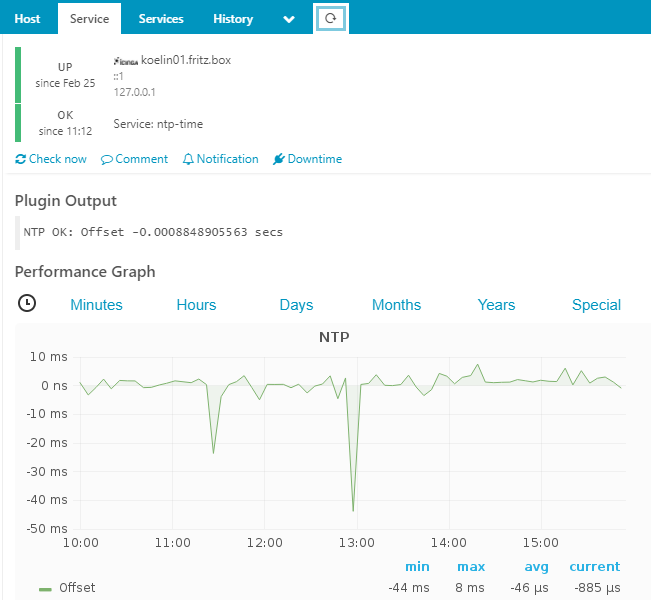 Host Service Services History
UP
since Feb 25
icinga koelin01.fritz.box
::1
127.0.0.1
OK
since 11:12
Service: ntp-time
Check now Comment Notification Downtime
Plugin Output
NTP OK: Offset -0.0008848905563 secs
Performance Graph
Minutes Hours Days Months Years Special
NTP
10 ms
0 ns
-10 ms
-20 ms
-30 ms
-40 ms
-50 ms
10:00 11:00 12:00 13:00 14:00 15:00
min max avg current
Offset -44 ms 8 ms -46 µs -885 µs